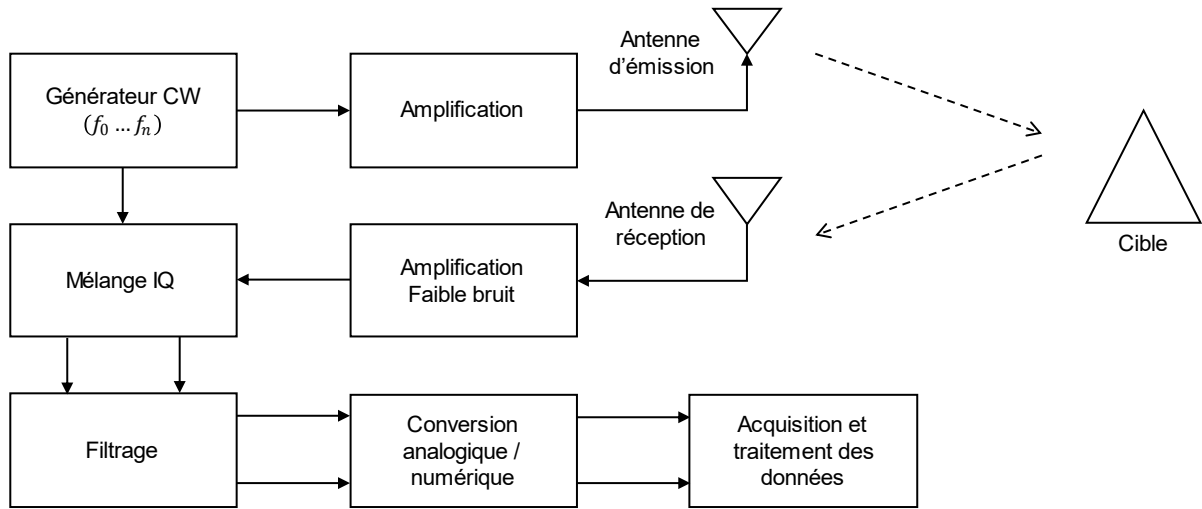 Générateur CW
(𝑓0 … 𝑓𝑛)
Amplification
Antenne
d’émission
Mélange IQ
Amplification
Faible bruit
Antenne de
réception
Cible
Filtrage
Conversion
analogique /
numérique
Acquisition et
traitement des
données